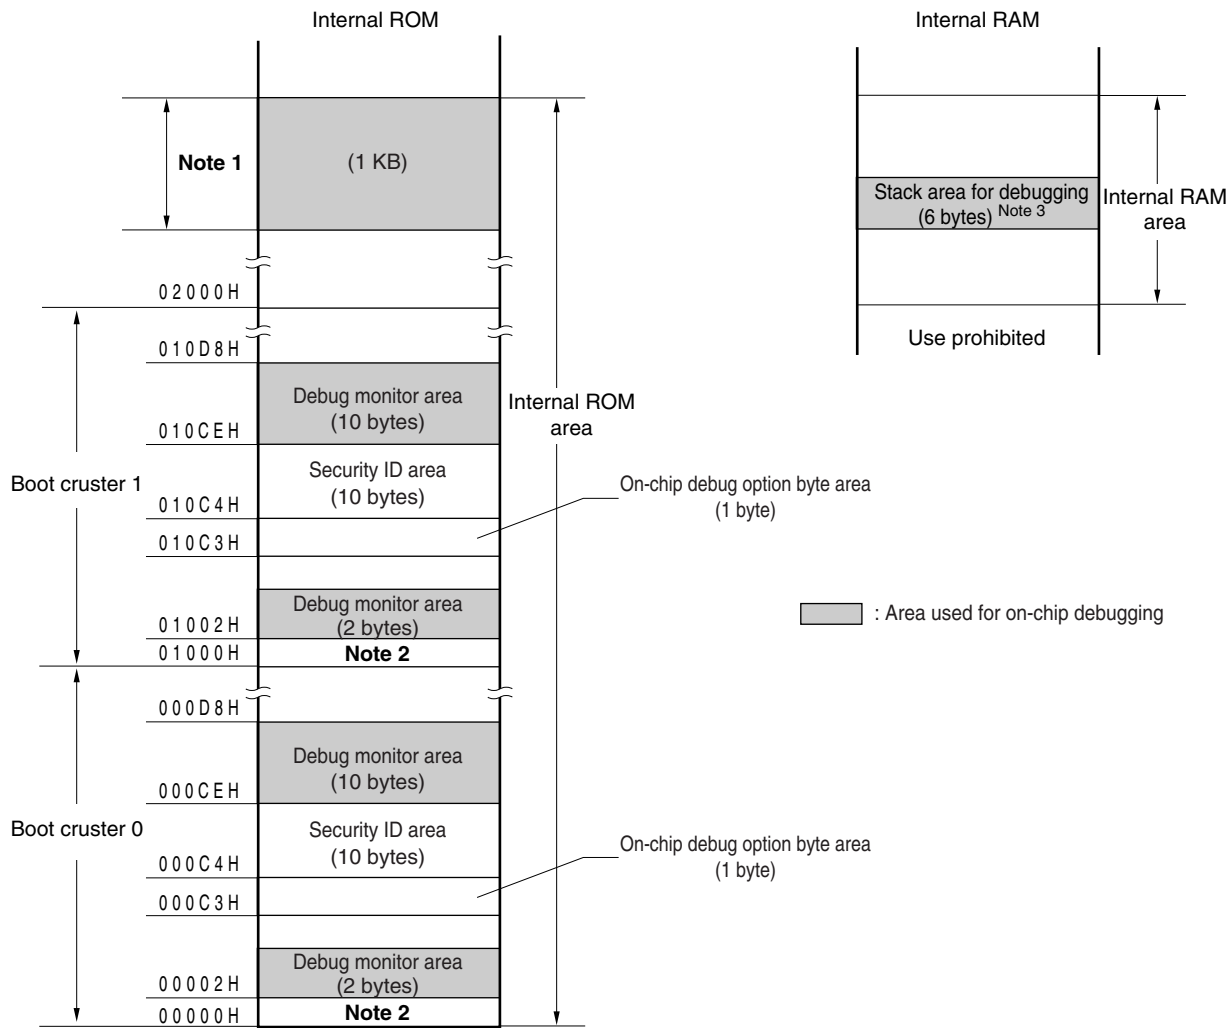 Internal ROM
Internal RAM
Note 1
(1 KB)
Stack area for debugging
(6 bytes) Note 3
Internal RAM
area
02000H
Use prohibited
010D8H
Debug monitor area
(10 bytes)
Internal ROM
area
010CEH
Boot cruster 1
Security ID area
(10 bytes)
On-chip debug option byte area
(1 byte)
010C4H
010C3H
Debug monitor area
(2 bytes)
: Area used for on-chip debugging
01002H
01000H
Note 2
000D8H
Debug monitor area
(10 bytes)
000CEH
Boot cruster 0
Security ID area
(10 bytes)
On-chip debug option byte area
(1 byte)
000C4H
000C3H
Debug monitor area
(2 bytes)
00002H
00000H
Note 2